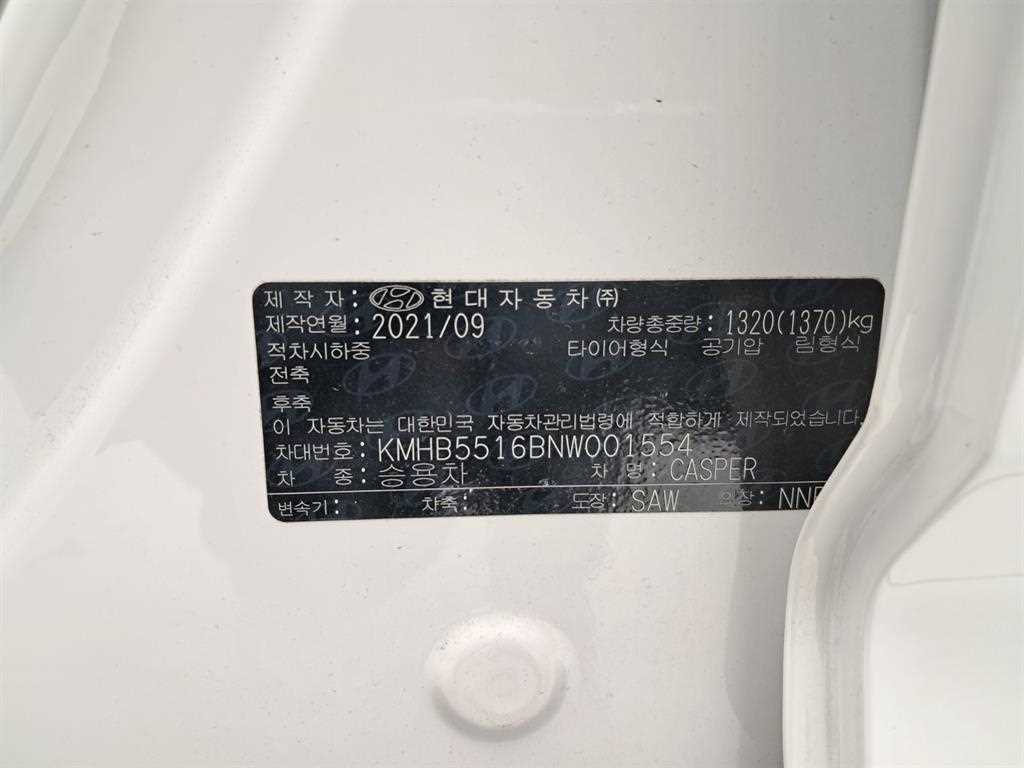 제 작 자 : 현대자동차㈜
제작연월 : 2021/09 차량총중량 : 1320(1370)kg
적차시하중 타이어형식 공기압 림형식
전축
후축
이 자동차는 대한민국 자동차관리법령에 적합하게 제작되었습니다.
차대번호 : KMHB5516BNW001554
차 종 : 승용차 차 명 : CASPER
변속기 : 차축 : 도장 : SAW 의장 :